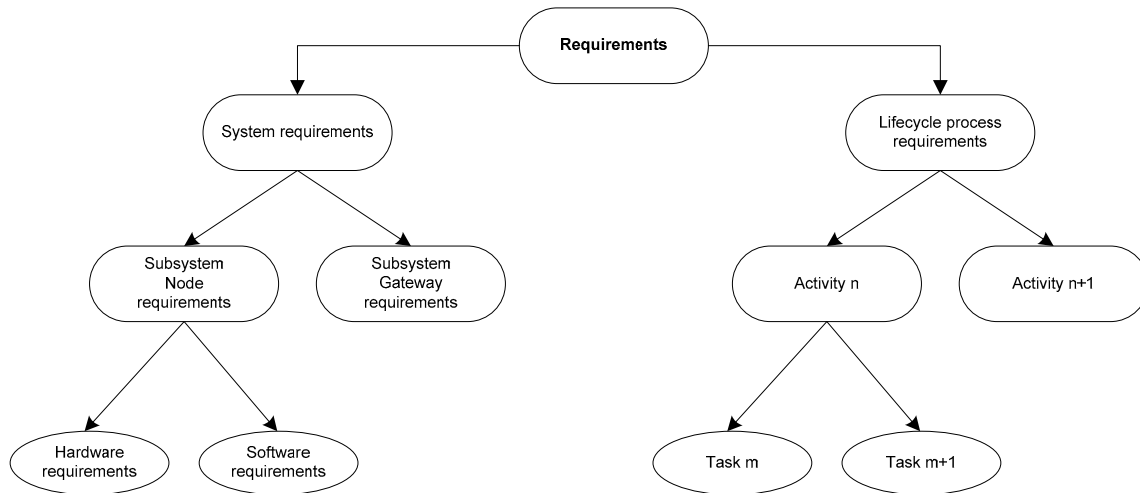 Requirements
System requirements
Lifecycle process
requirements
Subsystem
Node
requirements
Subsystem
Gateway
requirements
Activity n
Activity n+1
Hardware
requirements
Software
requirements
Task m
Task m+1